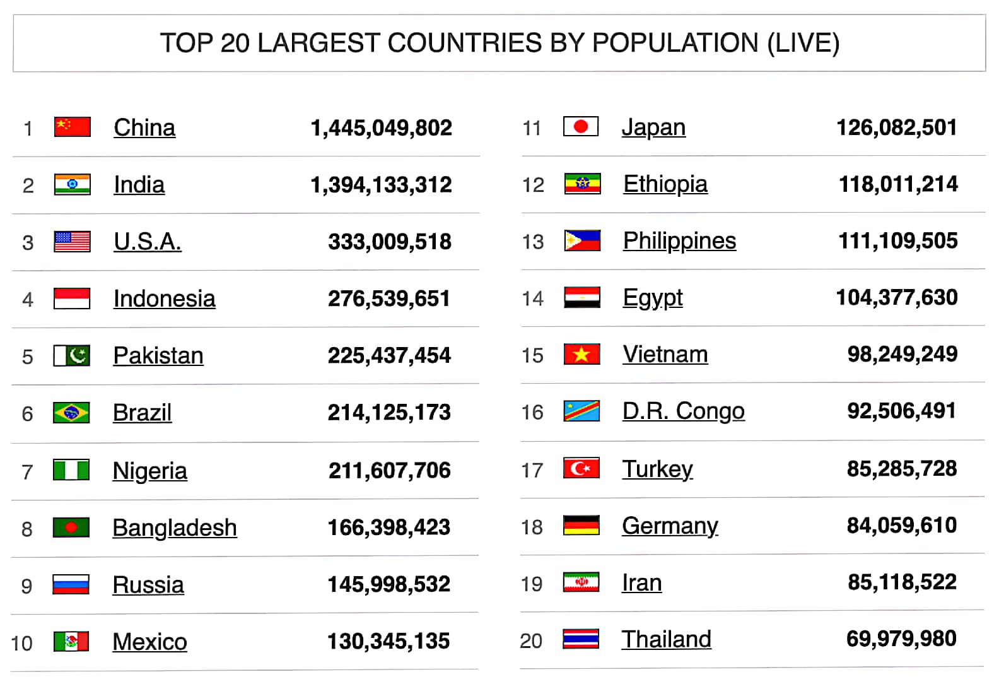 TOP 20 LARGEST COUNTRIES BY POPULATION (LIVE)
1 China 1,445,049,802
2 India 1,394,133,312
3 U.S.A. 333,009,518
4 Indonesia 276,539,651
5 Pakistan 225,437,454
6 Brazil 214,125,173
7 Nigeria 211,607,706
8 Bangladesh 166,398,423
9 Russia 145,998,532
10 Mexico 130,345,135
11 Japan 126,082,501
12 Ethiopia 118,011,214
13 Philippines 111,109,505
14 Egypt 104,377,630
15 Vietnam 98,249,249
16 D.R. Congo 92,506,491
17 Turkey 85,285,728
18 Germany 84,059,610
19 Iran 85,118,522
20 Thailand 69,979,980